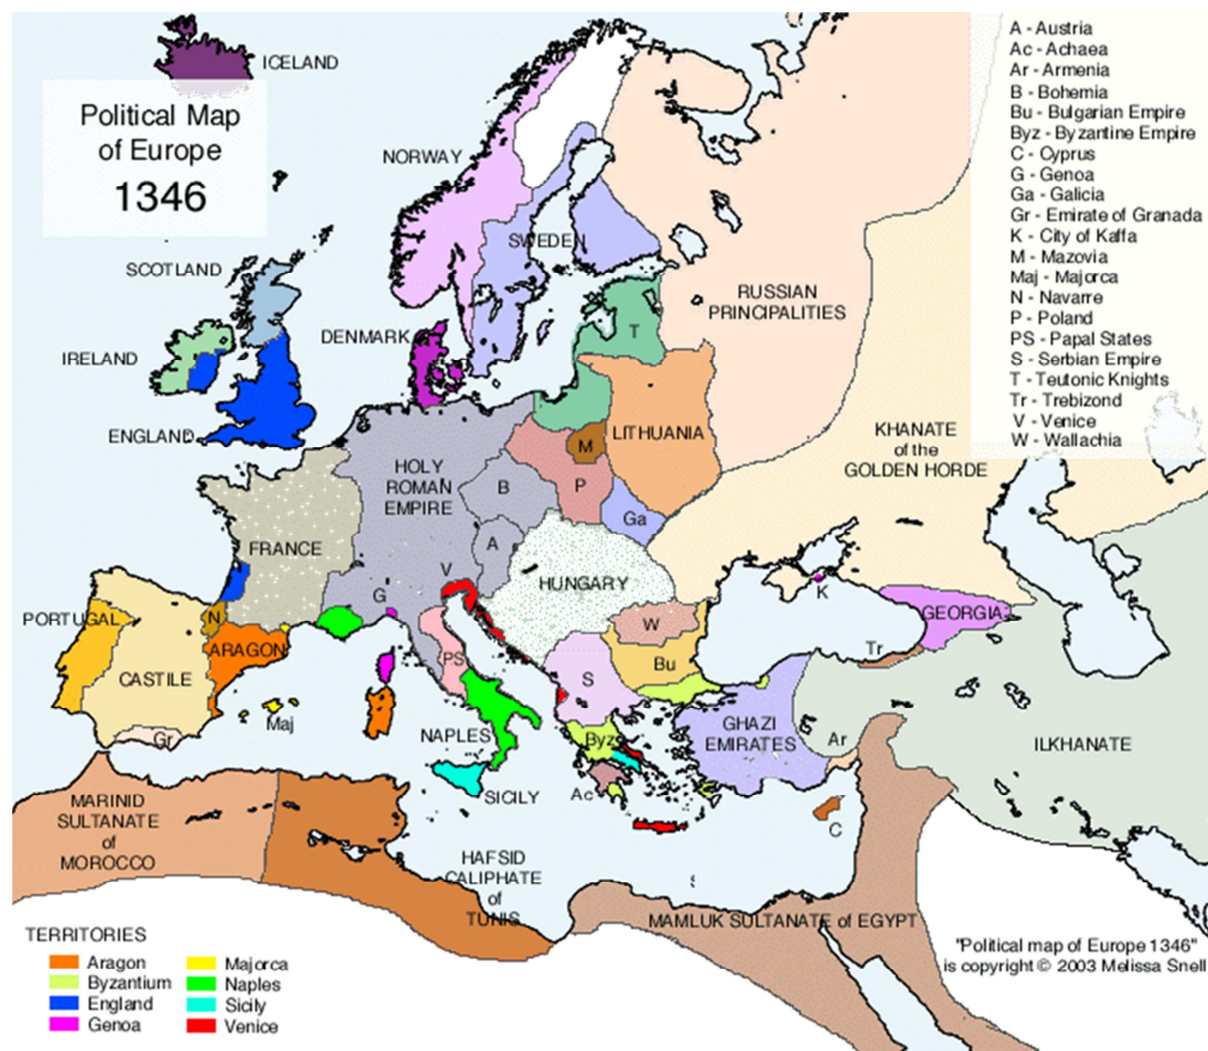 ICELAND
Political Map
of Europe
1346
A - Austria
Ac - Achaea
Ar - Armenia
B - Bohemia
Bu - Bulgarian Empire
Byz - Byzantine Empire
C - Cyprus
G - Genoa
Ga - Galicia
Gr - Emirate of Granada
K - City of Kaffa
M - Mazovia
Maj - Majorca
N - Navarre
P - Poland
PS - Papal States
S - Serbian Empire
T - Teutonic Knights
Tr - Trebizond
V - Venice
W - Wallachia
NORWAY
SWEDEN
SCOTLAND
RUSSIAN
PRINCIPALITIES
DENMARK
T
IRELAND
ENGLAND
LITHUANIA
M
KHANATE
of the
GOLDEN HORDE
HOLY
ROMAN
EMPIRE
B
P
Ga
FRANCE
A
V
HUNGARY
G
K
PORTUGAL
N
GEORGIA
W
ARAGON
Tr
PS
Bu
CASTILE
S
Maj
Gr
NAPLES
Byz
GHAZI
EMIRATES
Ar
ILKHANATE
SICILY
Ac
C
MARINID
SULTANATE
of
MOROCCO
HAFSID
CALIPHATE
of
TUNIS
MAMLUK SULTANATE of EGYPT
TERRITORIES
Aragon
Byzantium
England
Genoa
Majorca
Naples
Sicily
Venice
"Political map of Europe 1346"
is copyright © 2003 Melissa Snell